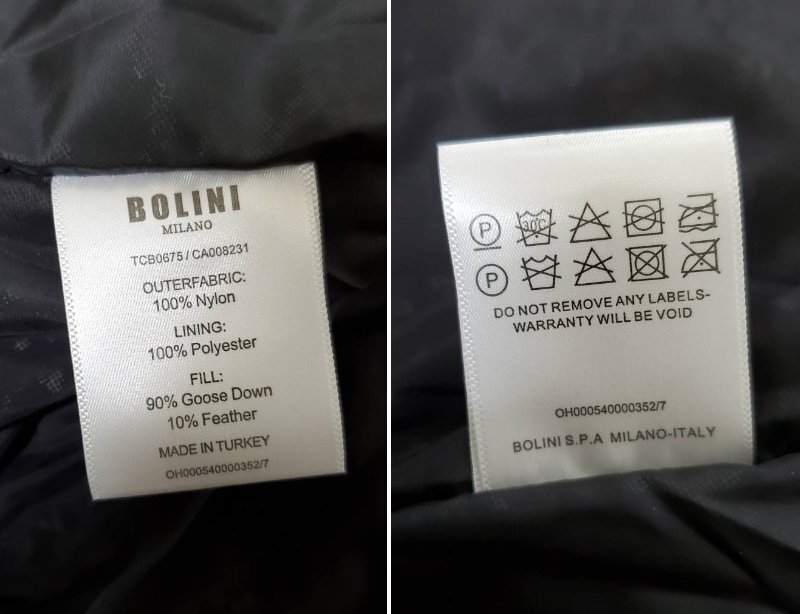 BOLINI
MILANO
TCB0675 / CA008231
OUTERFABRIC:
100% Nylon
LINING:
100% Polyester
FILL:
90% Goose Down
10% Feather
MADE IN TURKEY
OH000540000352/7
P 30°C
P
DO NOT REMOVE ANY LABELS-
WARRANTY WILL BE VOID
OH000540000352/7
BOLINI S.P.A MILANO-ITALY